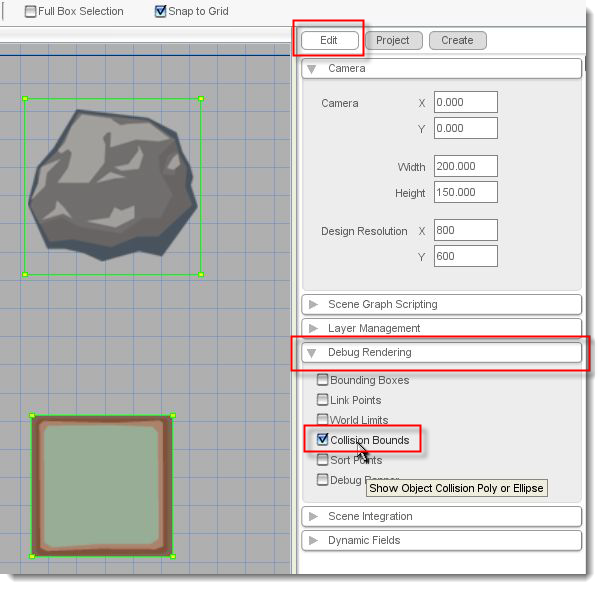 Full Box Selection
Snap to Grid
Edit
Project
Create
Camera
Camera X 0.000
Y 0.000
Width 200.000
Height 150.000
Design Resolution X 800
Y 600
Scene Graph Scripting
Layer Management
Debug Rendering
Bounding Boxes
Link Points
World Limits
Collision Bounds
Sort Points
Debug
Show Object Collision Poly or Ellipse
Scene Integration
Dynamic Fields